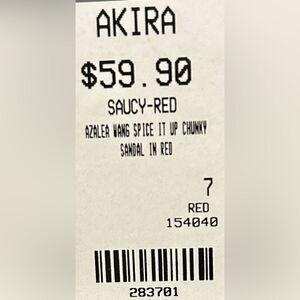 AKIRA
$59.90
SAUCY-RED
AZALEA WANG SPICE IT UP CHUNKY
SANDAL IN RED
7
RED
154040
283701